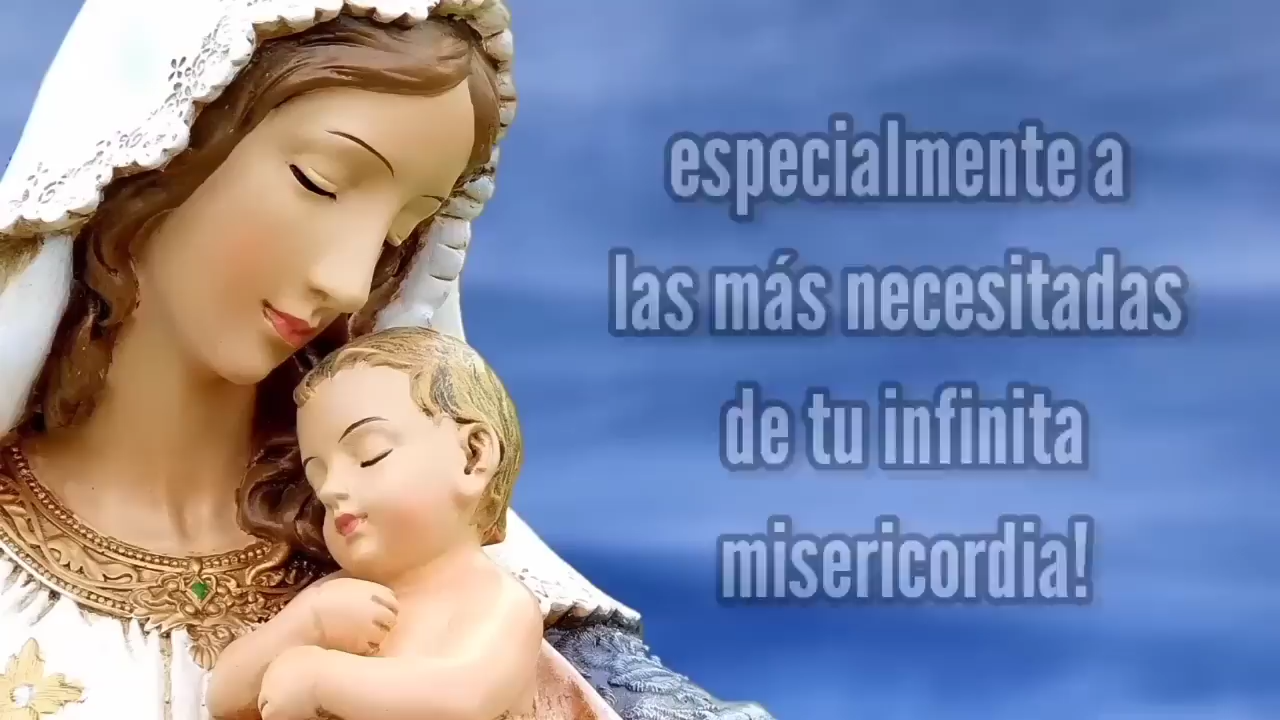 especialmente a
las más necesitadas
de tu infinita
misericordia!